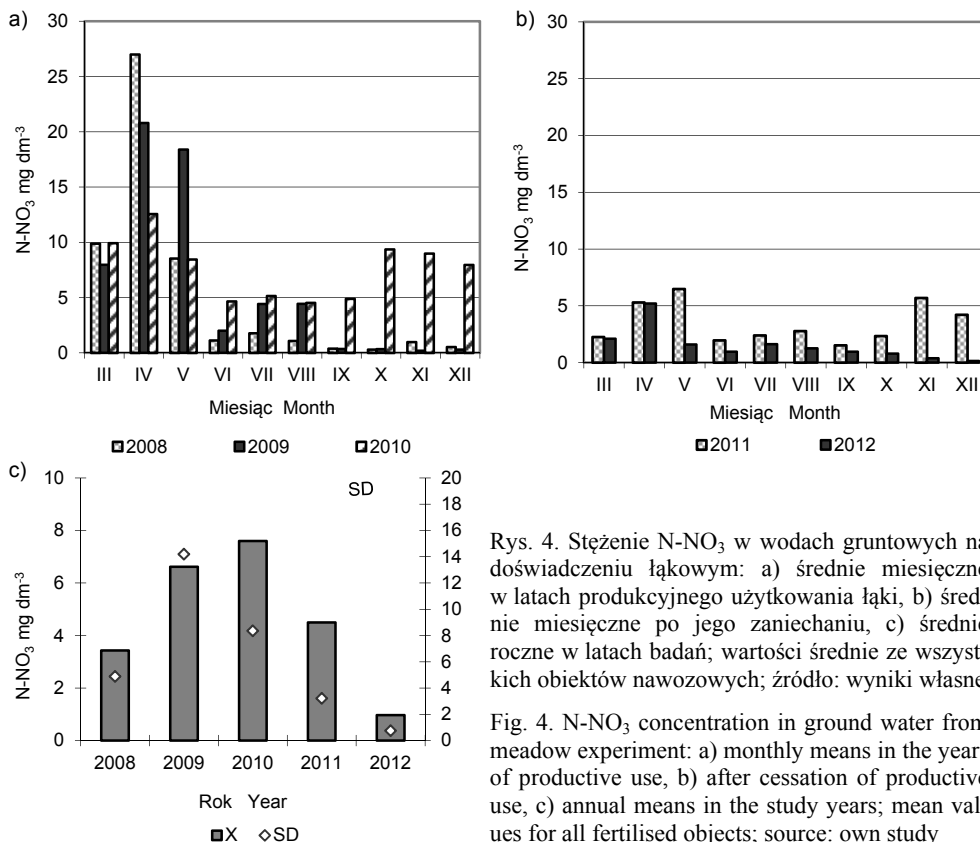 a)
30
25
20
15
10
5
0
N-NO3 mg dm-3
III IV V VI VII VIII IX X XI XII
Miesiąc Month
2008 2009 2010
b)
30
25
20
15
10
5
0
N-NO3 mg dm-3
III IV V VI VII VIII IX X XI XII
Miesiąc Month
2011 2012
c)
10
8
6
4
2
0
N-NO3 mg dm-3
SD
20
18
16
14
12
10
8
6
4
2
0
2008 2009 2010 2011 2012
Rok Year
X SD
Rys. 4. Stężenie N-NO3 w wodach gruntowych na
doświadczeniu łąkowym: a) średnie miesięczne
w latach produkcyjnego użytkowania łąki, b) śred
nie miesięczne po jego zaniechaniu, c) średnie
roczne w latach badań; wartości średnie ze wszyst
kich obiektów nawozowych; źródło: wyniki własne
Fig. 4. N-NO3 concentration in ground water from
meadow experiment: a) monthly means in the year
of productive use, b) after cessation of productive
use, c) annual means in the study years; mean val
ues for all fertilised objects; source: own study